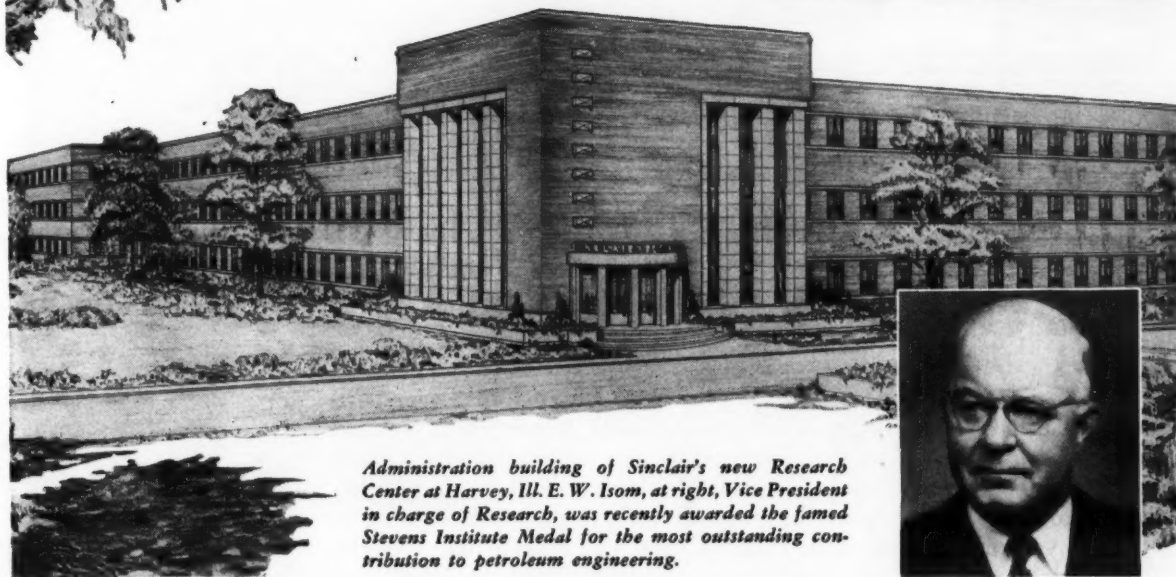 Administration building of Sinclair's new Research
Center at Harvey, Ill. E. W. Isom, at right, Vice President
in charge of Research, was recently awarded the famed
Stevens Institute Medal for the most outstanding con-
tribution to petroleum engineering.